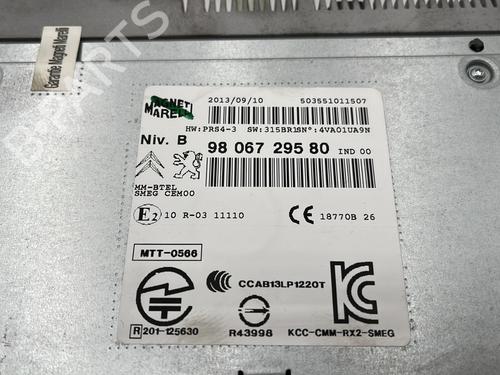 Garantie Magneti Marelli
MAGNETI
MARELLI
2013/09/10 503551011507
HW:PRS4-3 SW:315BR1SN°:4VA01UA9N
Niv. B 98 067 295 80 IND 00
MM-BTEL
SMEG CEM00
E2 10 R-03 11110 CE 18770B 26
MTT-0566
CCAB13LP1220T
R 201-125630 R43998 KCC-CMM-RX2-SMEG
PARTS